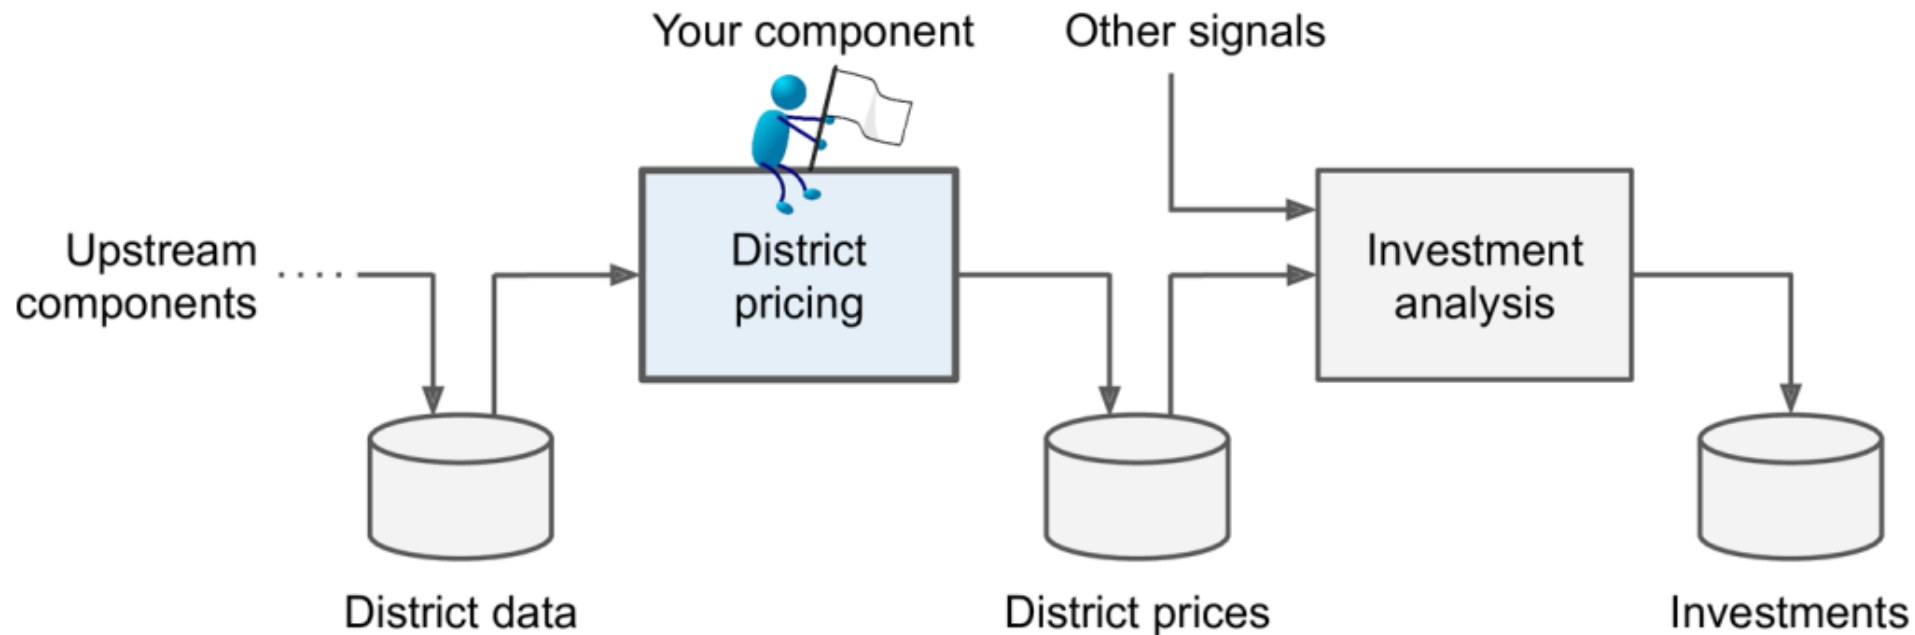 Your component
Other signals
Upstream
components
District
pricing
Investment
analysis
District data
District prices
Investments